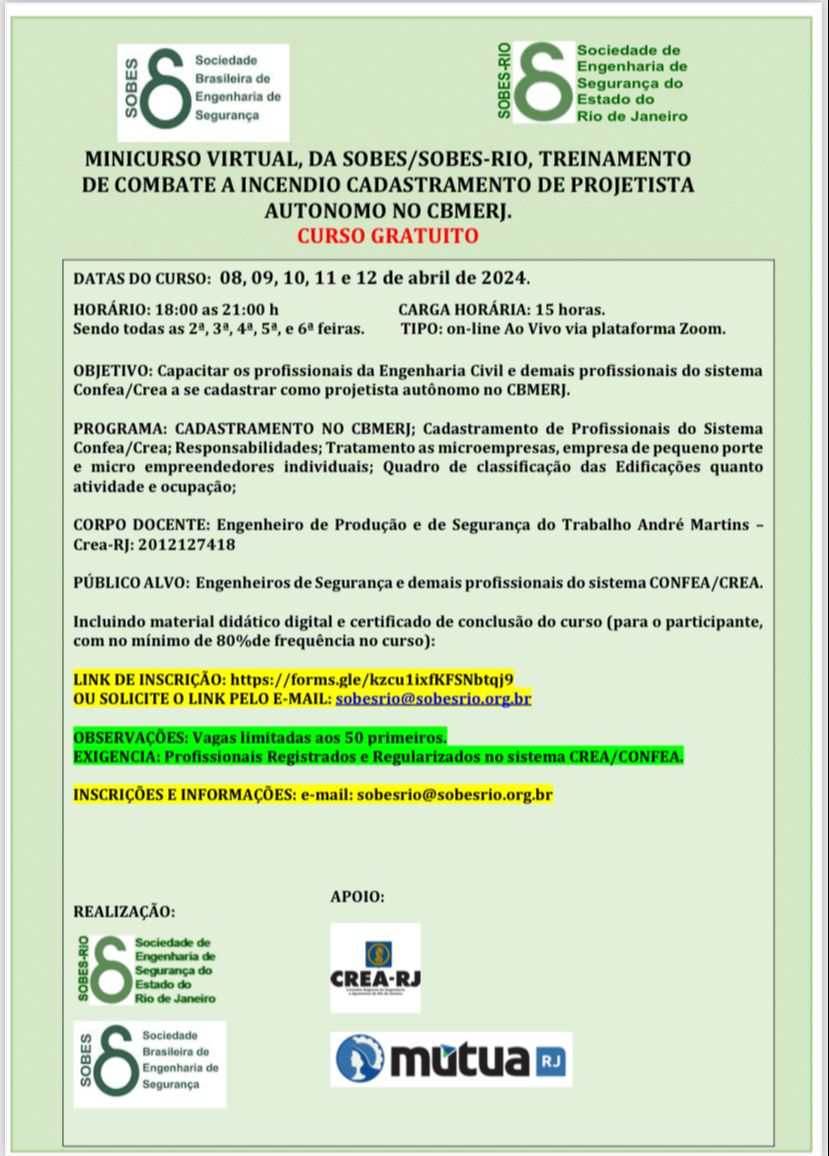 SOBES
Sociedade
Brasileira de
Engenharia de
Segurança
SOBES-RIO
Sociedade de
Engenharia de
Segurança do
Estado do
Rio de Janeiro
MINICURSO VIRTUAL, DA SOBES/SOBES-RIO, TREINAMENTO
DE COMBATE A INCENDIO CADASTRAMENTO DE PROJETISTA
AUTONOMO NO CBMERJ.
CURSO GRATUITO
DATAS DO CURSO: 08, 09, 10, 11 e 12 de abril de 2024.
HORÁRIO: 18:00 as 21:00 h CARGA HORÁRIA: 15 horas.
Sendo todas as 2ª, 3ª, 4ª, 5ª, e 6ª feiras. TIPO: on-line Ao Vivo via plataforma Zoom.
OBJETIVO: Capacitar os profissionais da Engenharia Civil e demais profissionais do sistema
Confea/Crea a se cadastrar como projetista autônomo no CBMERJ.
PROGRAMA: CADASTRAMENTO NO CBMERJ; Cadastramento de Profissionais do Sistema
Confea/Crea; Responsabilidades; Tratamento as microempresas, empresa de pequeno porte
e micro empreendedores individuais; Quadro de classificação das Edificações quanto
atividade e ocupação;
CORPO DOCENTE: Engenheiro de Produção e de Segurança do Trabalho André Martins –
Crea-RJ: 2012127418
PÚBLICO ALVO: Engenheiros de Segurança e demais profissionais do sistema CONFEA/CREA.
Incluindo material didático digital e certificado de conclusão do curso (para o participante,
com no mínimo de 80%de frequência no curso):
LINK DE INSCRIÇÃO: https://forms.gle/kzcu1ixfKFSNbtqj9
OU SOLICITE O LINK PELO E-MAIL: sobesrio@sobesrio.org.br
OBSERVAÇÕES: Vagas limitadas aos 50 primeiros.
EXIGENCIA: Profissionais Registrados e Regularizados no sistema CREA/CONFEA.
INSCRIÇÕES E INFORMAÇÕES: e-mail: sobesrio@sobesrio.org.br
APOIO:
REALIZAÇÃO:
SOBES-RIO
Sociedade de
Engenharia de
Segurança do
Estado do
Rio de Janeiro
CREA-RJ
Conselho Regional de Engenharia
e Agronomia do Rio de Janeiro
SOBES
Sociedade
Brasileira de
Engenharia de
Segurança
mútua RJ